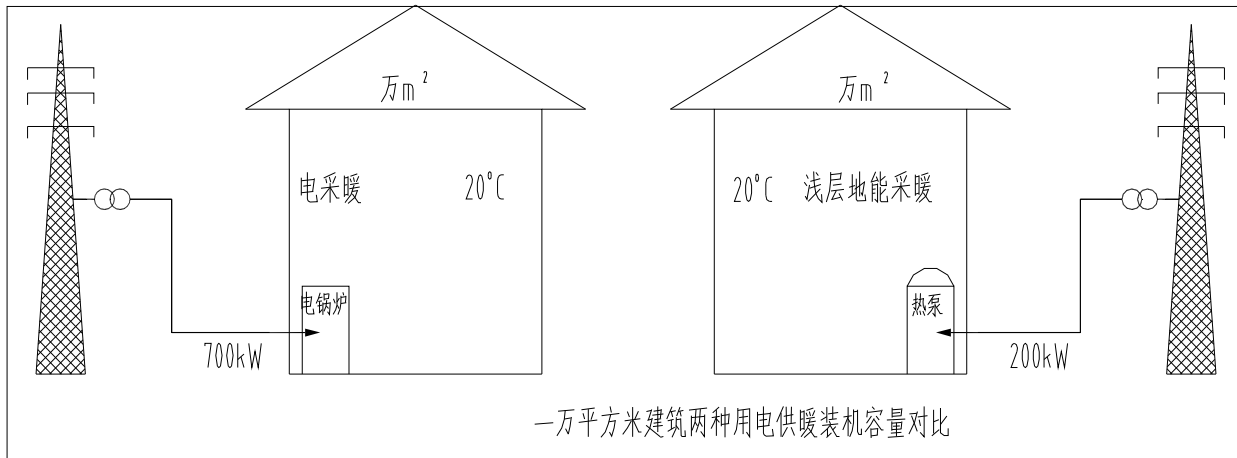 万m²
万m²
电采暖
20°C
20°C
浅层地能采暖
电锅炉
热泵
700kW
200kW
一万平方米建筑两种用电供暖装机容量对比